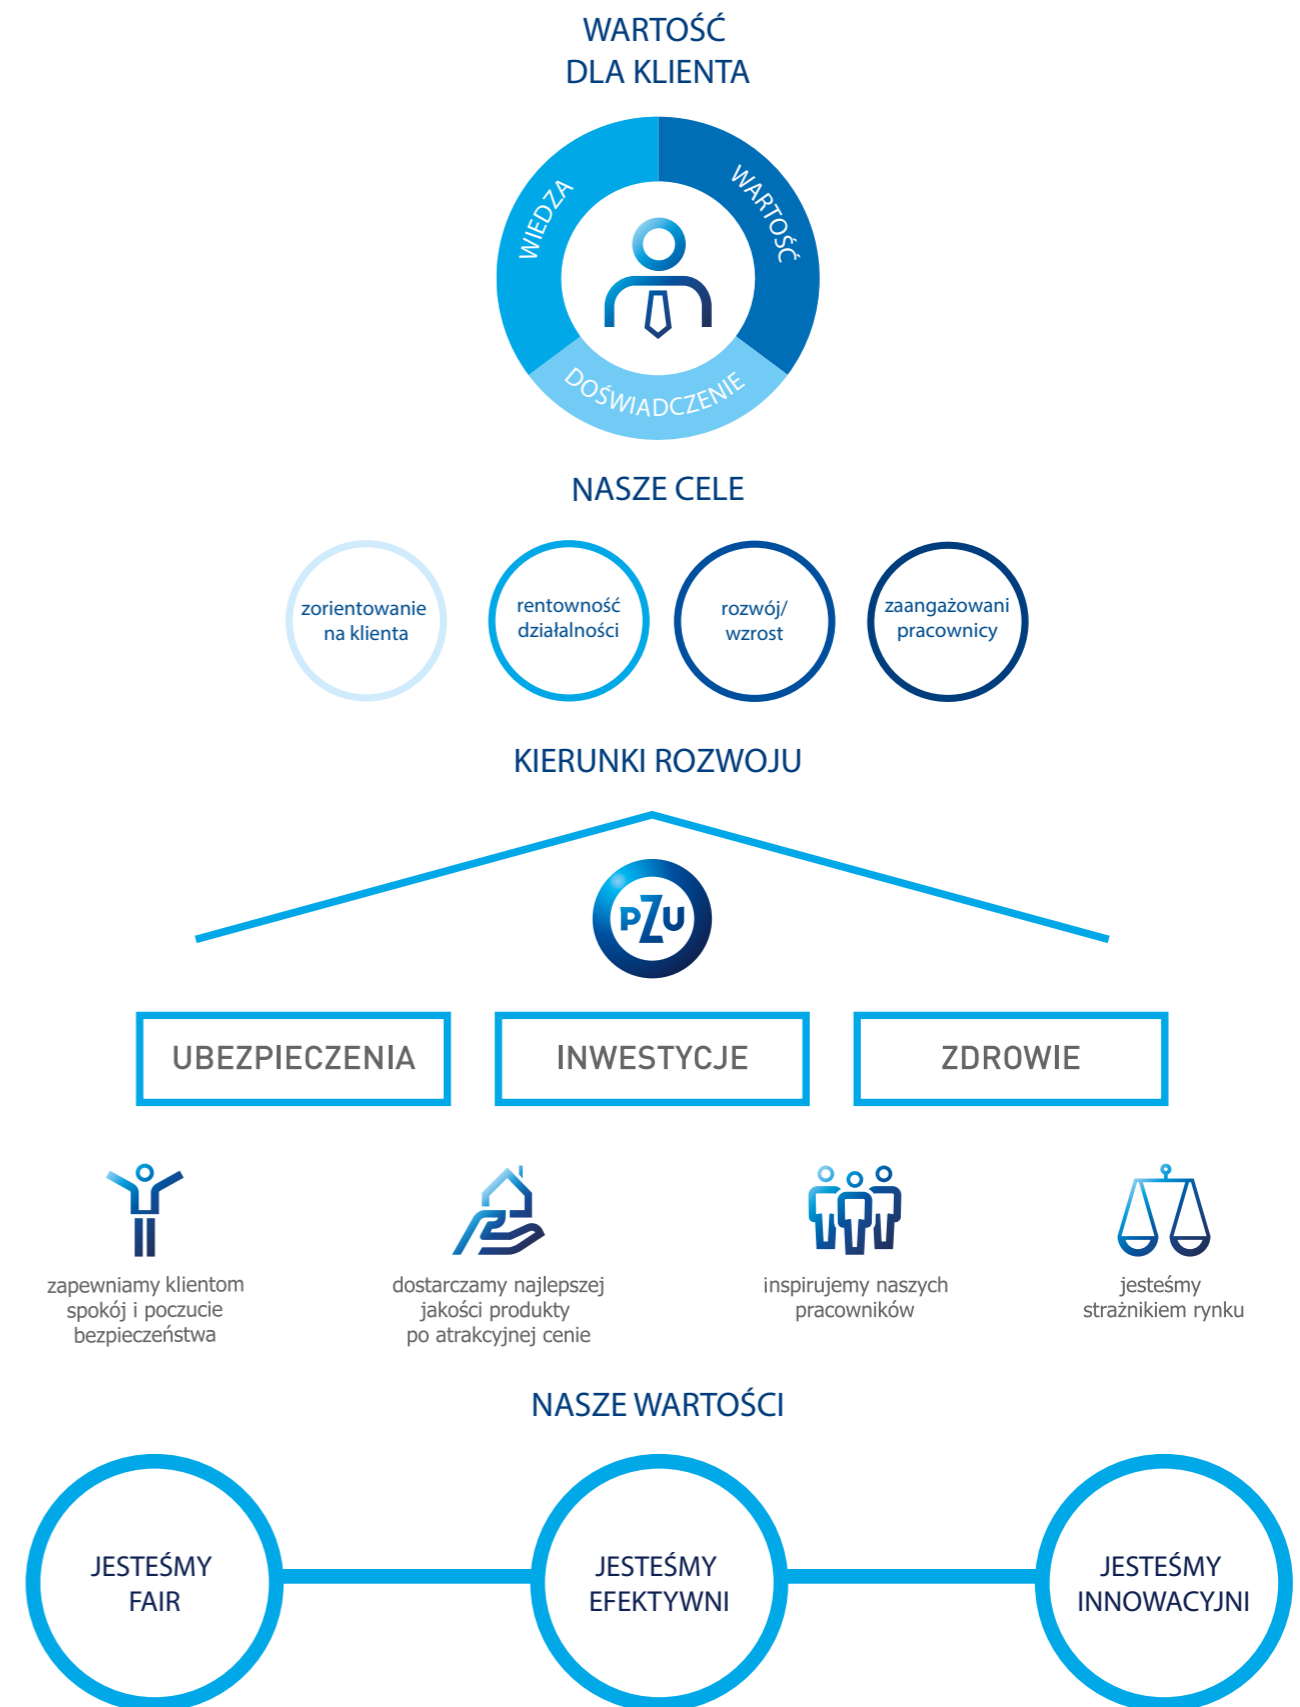 WARTOŚĆ
DLA KLIENTA
WIEDZA
WARTOŚĆ
DOŚWIADCZENIE
NASZE CELE
zorientowanie
na klienta
rentowność
działalności
rozwój/
wzrost
zaangażowani
pracownicy
KIERUNKI ROZWOJU
PZU
UBEZPIECZENIA
INWESTYCJE
ZDROWIE
zapewniamy klientom
spokój i poczucie
bezpieczeństwa
dostarczamy najlepszej
jakości produkty
po atrakcyjnej cenie
inspirujemy naszych
pracowników
jesteśmy
strażnikiem rynku
NASZE WARTOŚCI
JESTEŚMY
FAIR
JESTEŚMY
EFEKTYWNI
JESTEŚMY
INNOWACYJNI